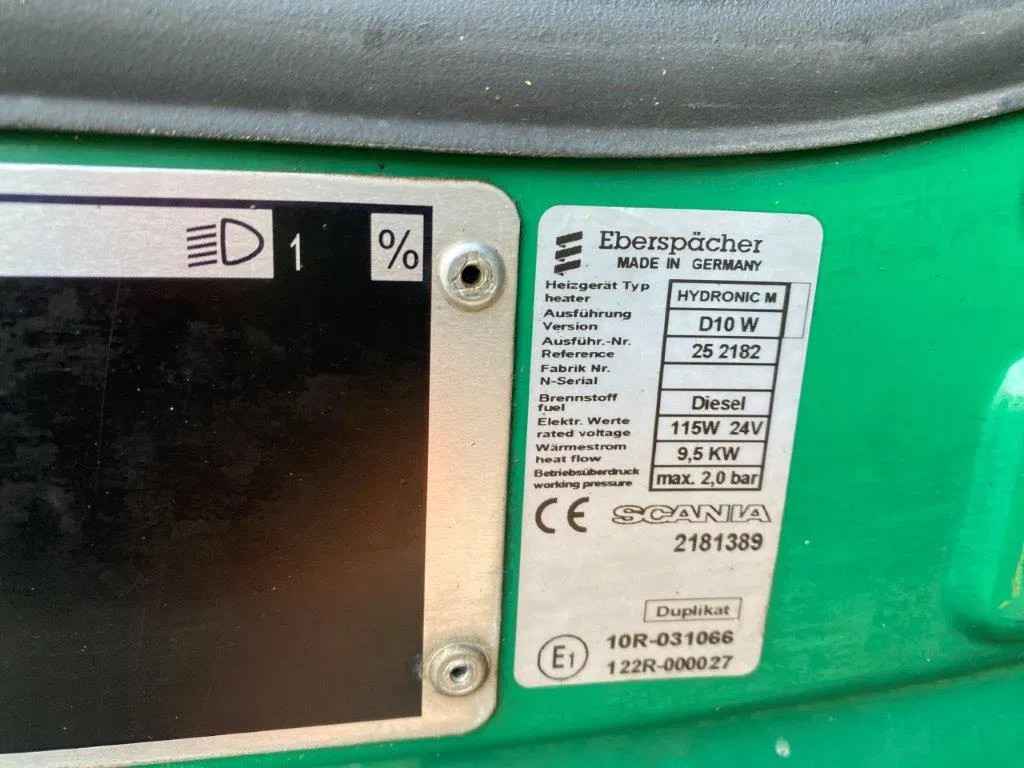 1 %
Eberspächer
MADE IN GERMANY
Heizgerät Typ
heater
HYDRONIC M
Ausführung
Version
D10 W
Ausführ.-Nr.
Reference
25 2182
Fabrik Nr.
N-Serial
Brennstoff
fuel
Diesel
Elektr. Werte
rated voltage
115W 24V
Wärmestrom
heat flow
9,5 KW
Betriebsüberdruck
working pressure
max. 2,0 bar
CE SCANIA
2181389
Duplikat
E1
10R-031066
122R-000027